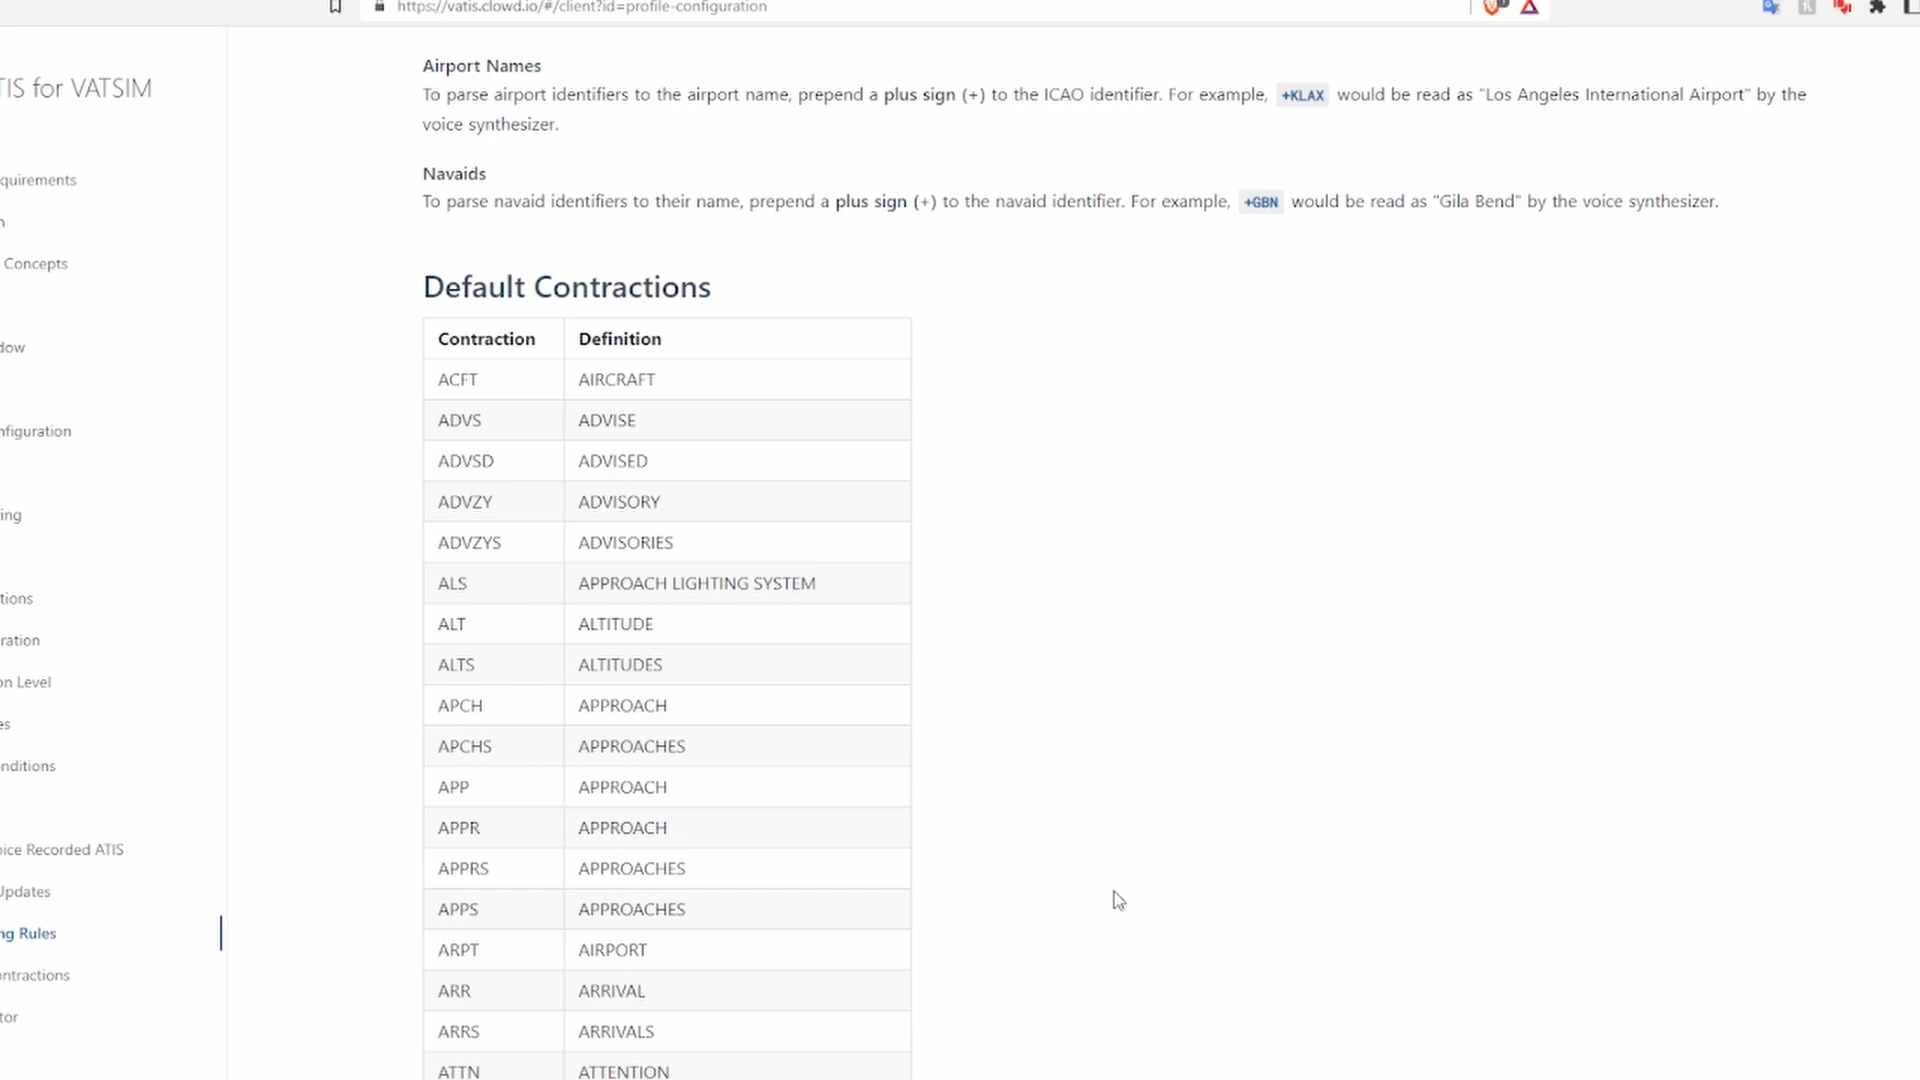 https://vatis.clowd.io/#/client?id=profile-configuration
TIS for VATSIM
quirements
n
Concepts
dow
nfiguration
ing
tions
ration
on Level
es
nditions
oice Recorded ATIS
Updates
ng Rules
ontractions
tor
Airport Names
To parse airport identifiers to the airport name, prepend a plus sign (+) to the ICAO identifier. For example, +KLAX would be read as "Los Angeles International Airport" by the
voice synthesizer.
Navaids
To parse navaid identifiers to their name, prepend a plus sign (+) to the navaid identifier. For example, +GBN would be read as "Gila Bend" by the voice synthesizer.
Default Contractions
Contraction Definition
ACFT AIRCRAFT
ADVS ADVISE
ADVSD ADVISED
ADVZY ADVISORY
ADVZYS ADVISORIES
ALS APPROACH LIGHTING SYSTEM
ALT ALTITUDE
ALTS ALTITUDES
APCH APPROACH
APCHS APPROACHES
APP APPROACH
APPR APPROACH
APPRS APPROACHES
APPS APPROACHES
ARPT AIRPORT
ARR ARRIVAL
ARRS ARRIVALS
ATTN ATTENTION